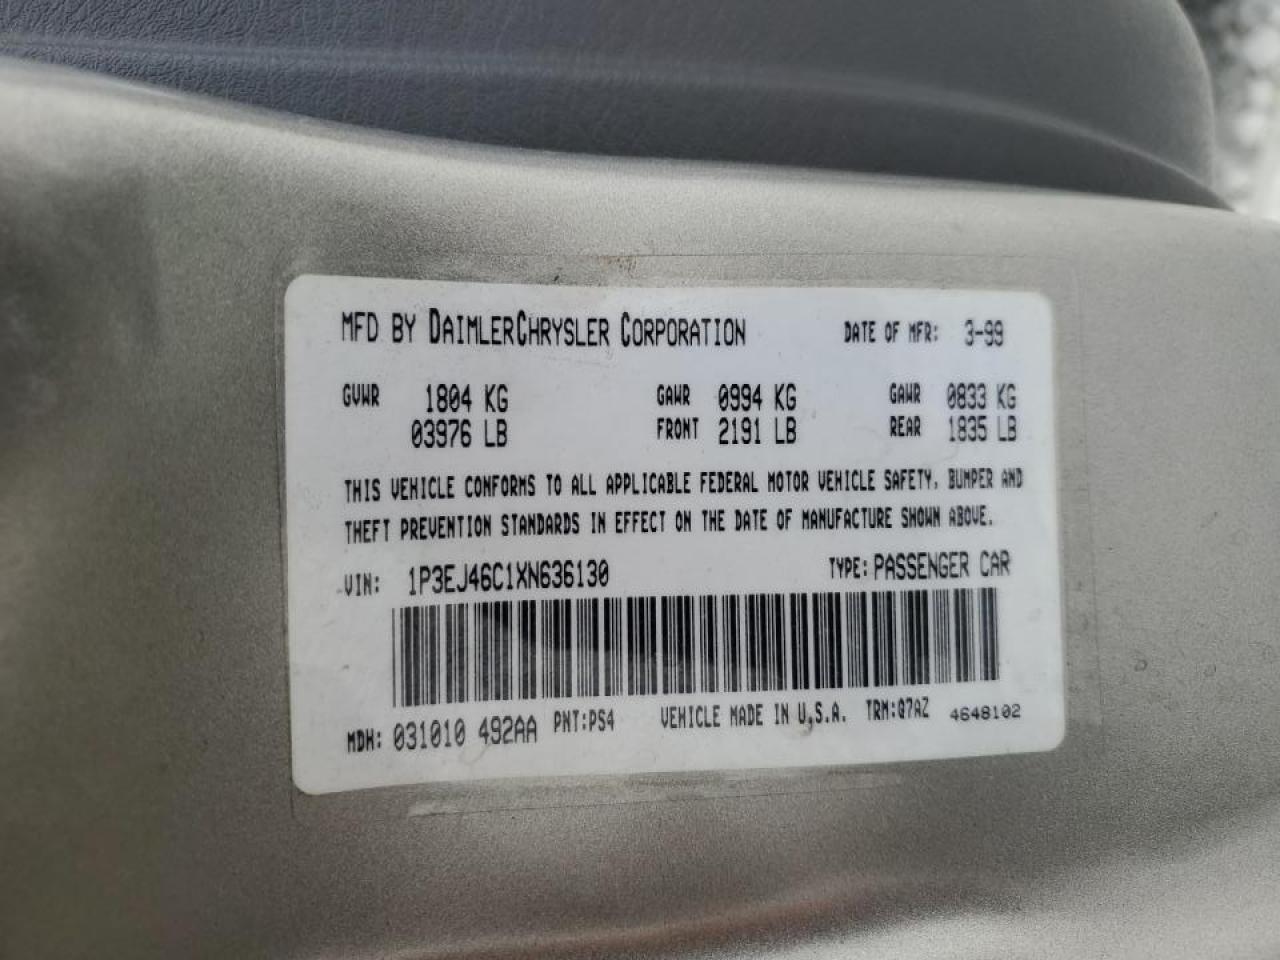 MFD BY DAIMLERCHRYSLER CORPORATION DATE OF MFR: 3-99
GVWR 1804 KG GAWR 0994 KG GAWR 0833 KG
03976 LB FRONT 2191 LB REAR 1835 LB
THIS VEHICLE CONFORMS TO ALL APPLICABLE FEDERAL MOTOR VEHICLE SAFETY, BUMPER AND
THEFT PREVENTION STANDARDS IN EFFECT ON THE DATE OF MANUFACTURE SHOWN ABOVE.
VIN: 1P3EJ46C1XN636130 TYPE: PASSENGER CAR
MDH: 031010 492AA PNT:PS4 VEHICLE MADE IN U.S.A. TRM:Q7AZ 4648102